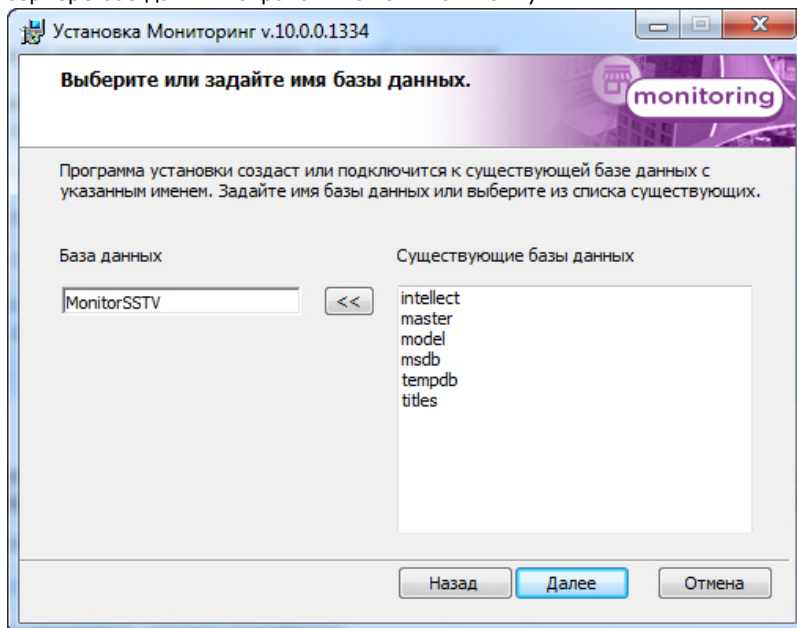 Установка Мониторинг v.10.0.0.1334
Выберите или задайте имя базы данных.
monitoring
Программа установки создаст или подключится к существующей базе данных с
указанным именем. Задайте имя базы данных или выберите из списка существующих.
База данных
MonitorSSTV
<<
Существующие базы данных
intellect
master
model
msdb
tempdb
titles
Назад
Далее
Отмена